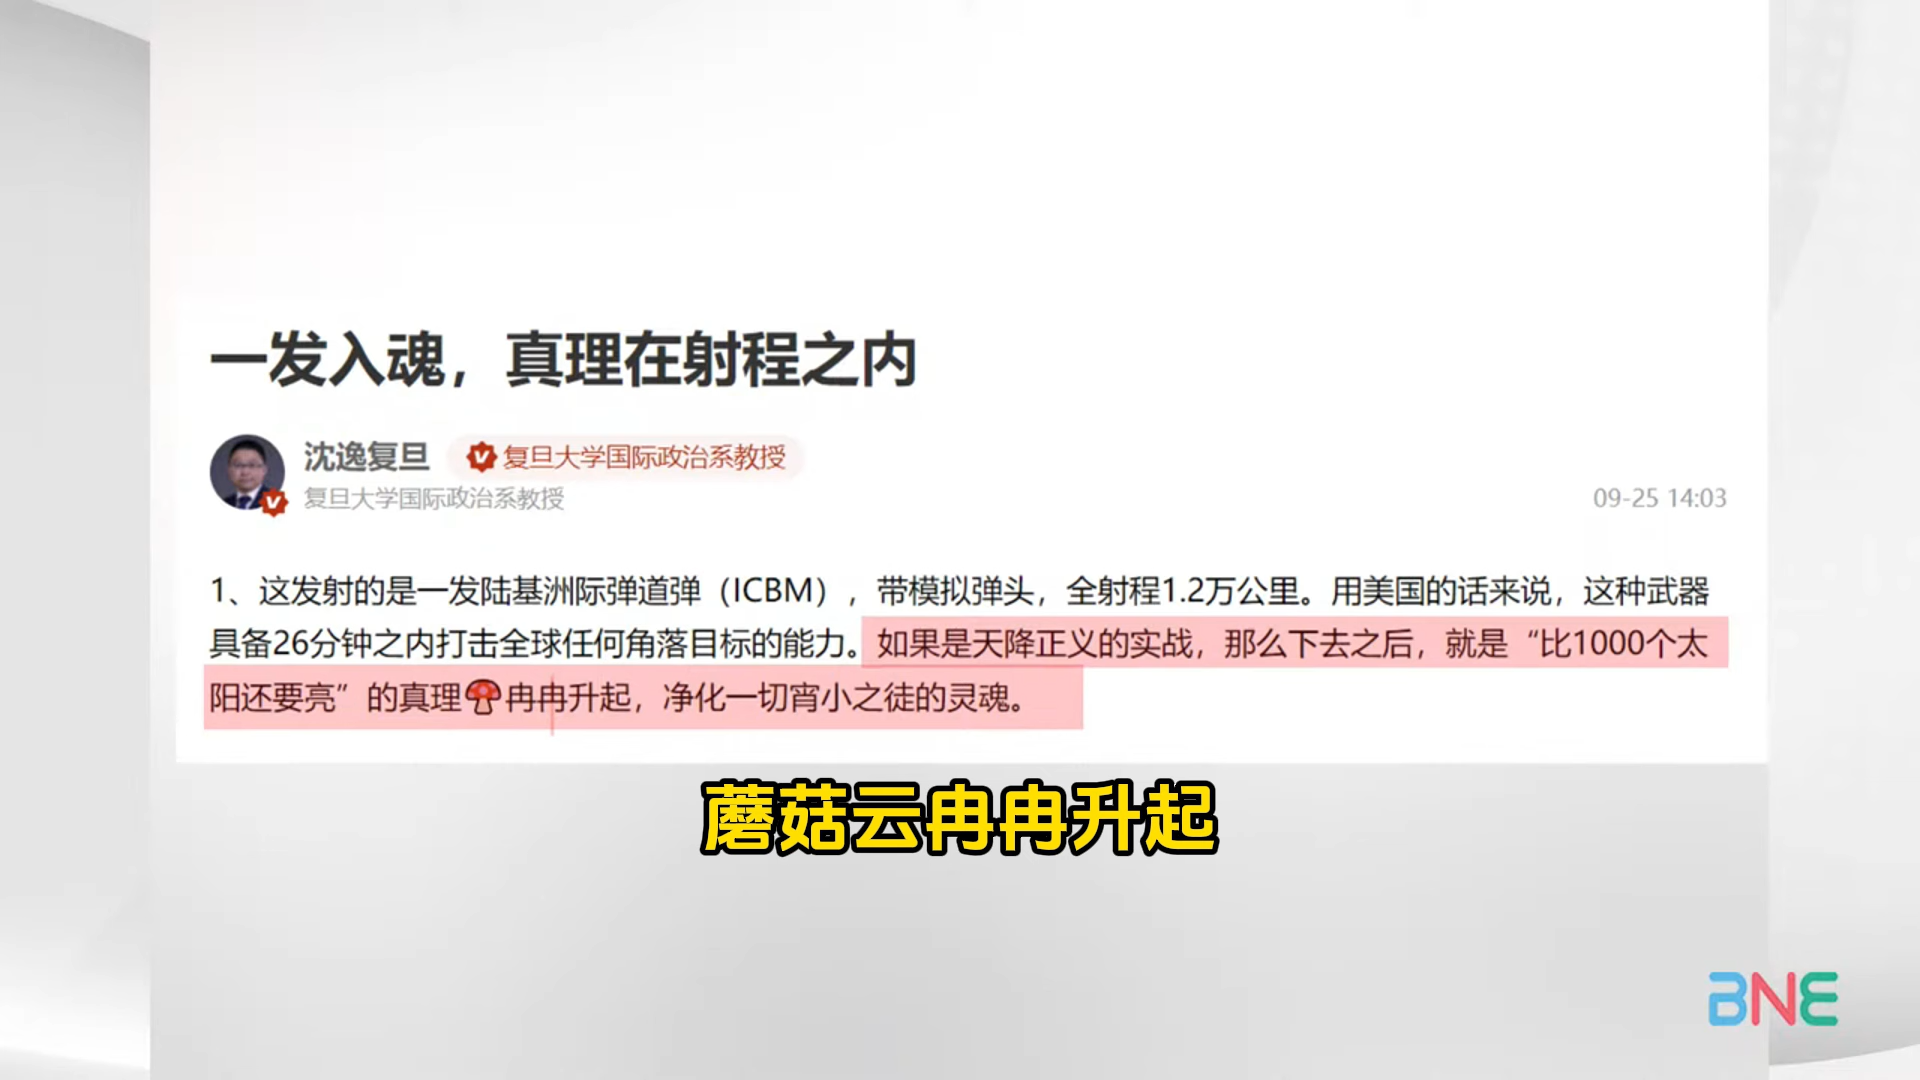 一发入魂，真理在射程之内
沈逸复旦 复旦大学国际政治系教授
复旦大学国际政治系教授
09-25 14:03
1、这发射的是一发陆基洲际弹道弹（ICBM），带模拟弹头，全射程1.2万公里。用美国的话来说，这种武器
具备26分钟之内打击全球任何角落目标的能力。如果是天降正义的实战，那么下去之后，就是“比1000个太
阳还要亮”的真理🍄冉冉升起，净化一切宵小之徒的灵魂。
蘑菇云冉冉升起
BNE